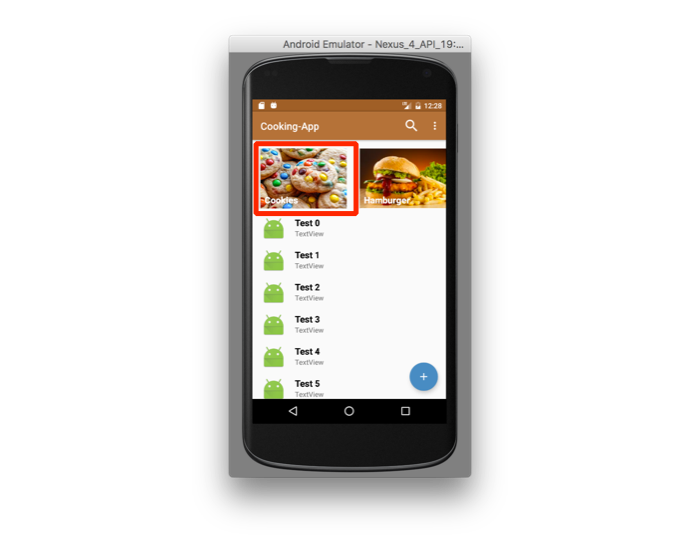 Android Emulator - Nexus_4_API_19:...
12:28
Cooking-App
Cookies
Hamburger
Test 0
TextView
Test 1
TextView
Test 2
TextView
Test 3
TextView
Test 4
TextView
Test 5
TextView